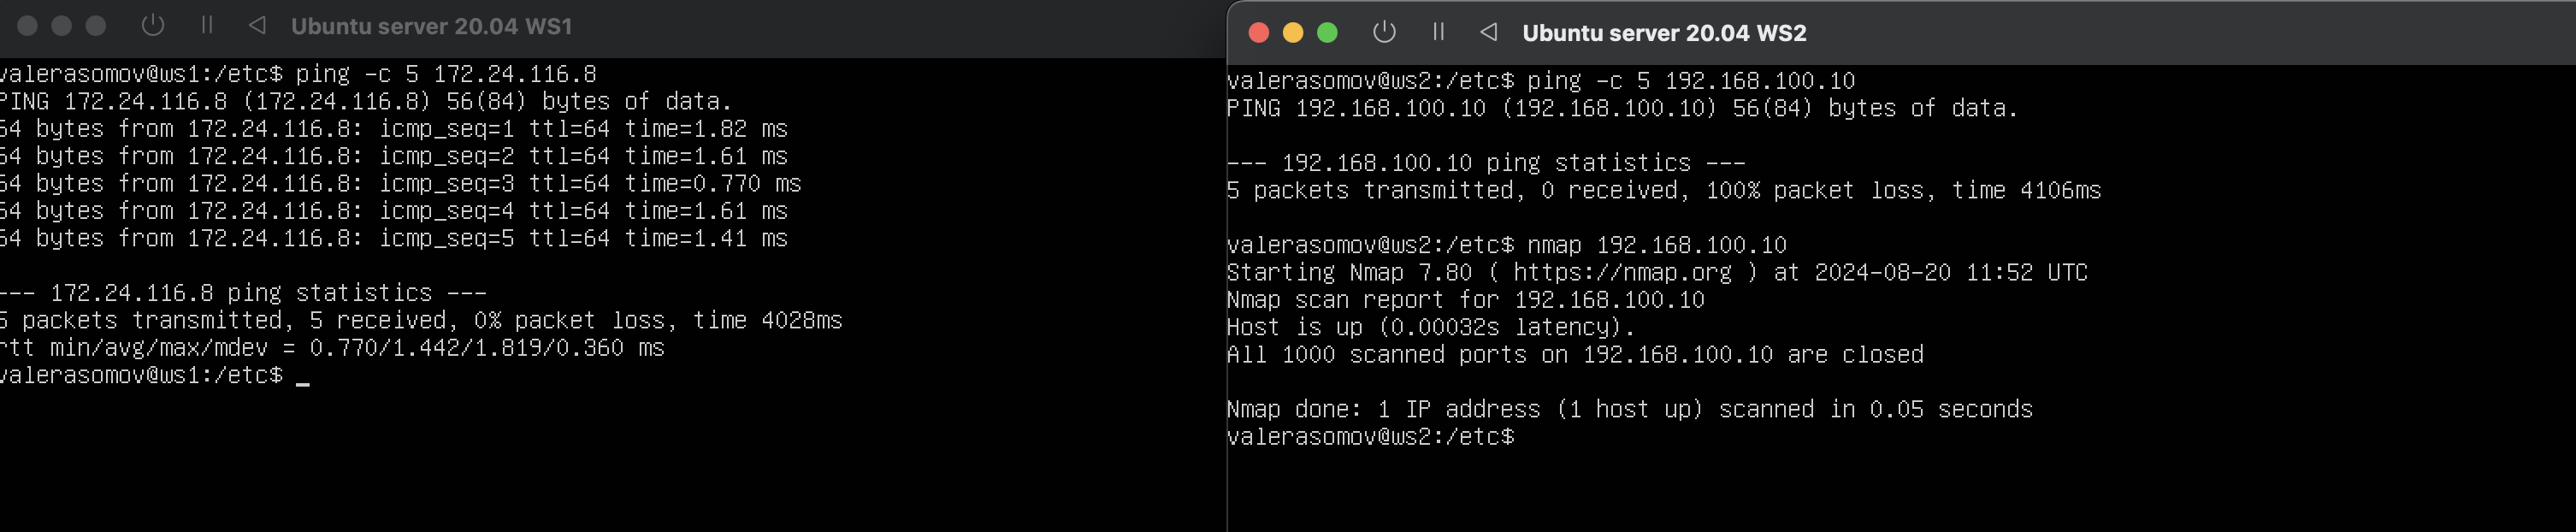 Ubuntu server 20.04 WS1
valerasomov@ws1:/etc$ ping -c 5 172.24.116.8
PING 172.24.116.8 (172.24.116.8) 56(84) bytes of data.
64 bytes from 172.24.116.8: icmp_seq=1 ttl=64 time=1.82 ms
64 bytes from 172.24.116.8: icmp_seq=2 ttl=64 time=1.61 ms
64 bytes from 172.24.116.8: icmp_seq=3 ttl=64 time=0.770 ms
64 bytes from 172.24.116.8: icmp_seq=4 ttl=64 time=1.61 ms
64 bytes from 172.24.116.8: icmp_seq=5 ttl=64 time=1.41 ms
--- 172.24.116.8 ping statistics ---
5 packets transmitted, 5 received, 0% packet loss, time 4028ms
rtt min/avg/max/mdev = 0.770/1.442/1.819/0.360 ms
valerasomov@ws1:/etc$ _
Ubuntu server 20.04 WS2
valerasomov@ws2:/etc$ ping -c 5 192.168.100.10
PING 192.168.100.10 (192.168.100.10) 56(84) bytes of data.
--- 192.168.100.10 ping statistics ---
5 packets transmitted, 0 received, 100% packet loss, time 4106ms
valerasomov@ws2:/etc$ nmap 192.168.100.10
Starting Nmap 7.80 ( https://nmap.org ) at 2024-08-20 11:52 UTC
Nmap scan report for 192.168.100.10
Host is up (0.00032s latency).
All 1000 scanned ports on 192.168.100.10 are closed
Nmap done: 1 IP address (1 host up) scanned in 0.05 seconds
valerasomov@ws2:/etc$